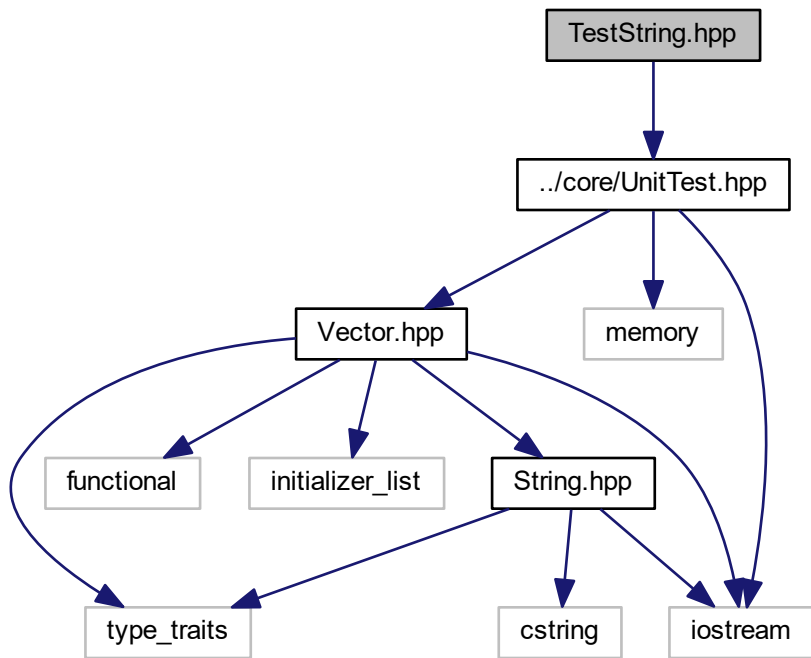 TestString.hpp
../core/UnitTest.hpp
Vector.hpp
memory
functional
initializer_list
String.hpp
type_traits
cstring
iostream